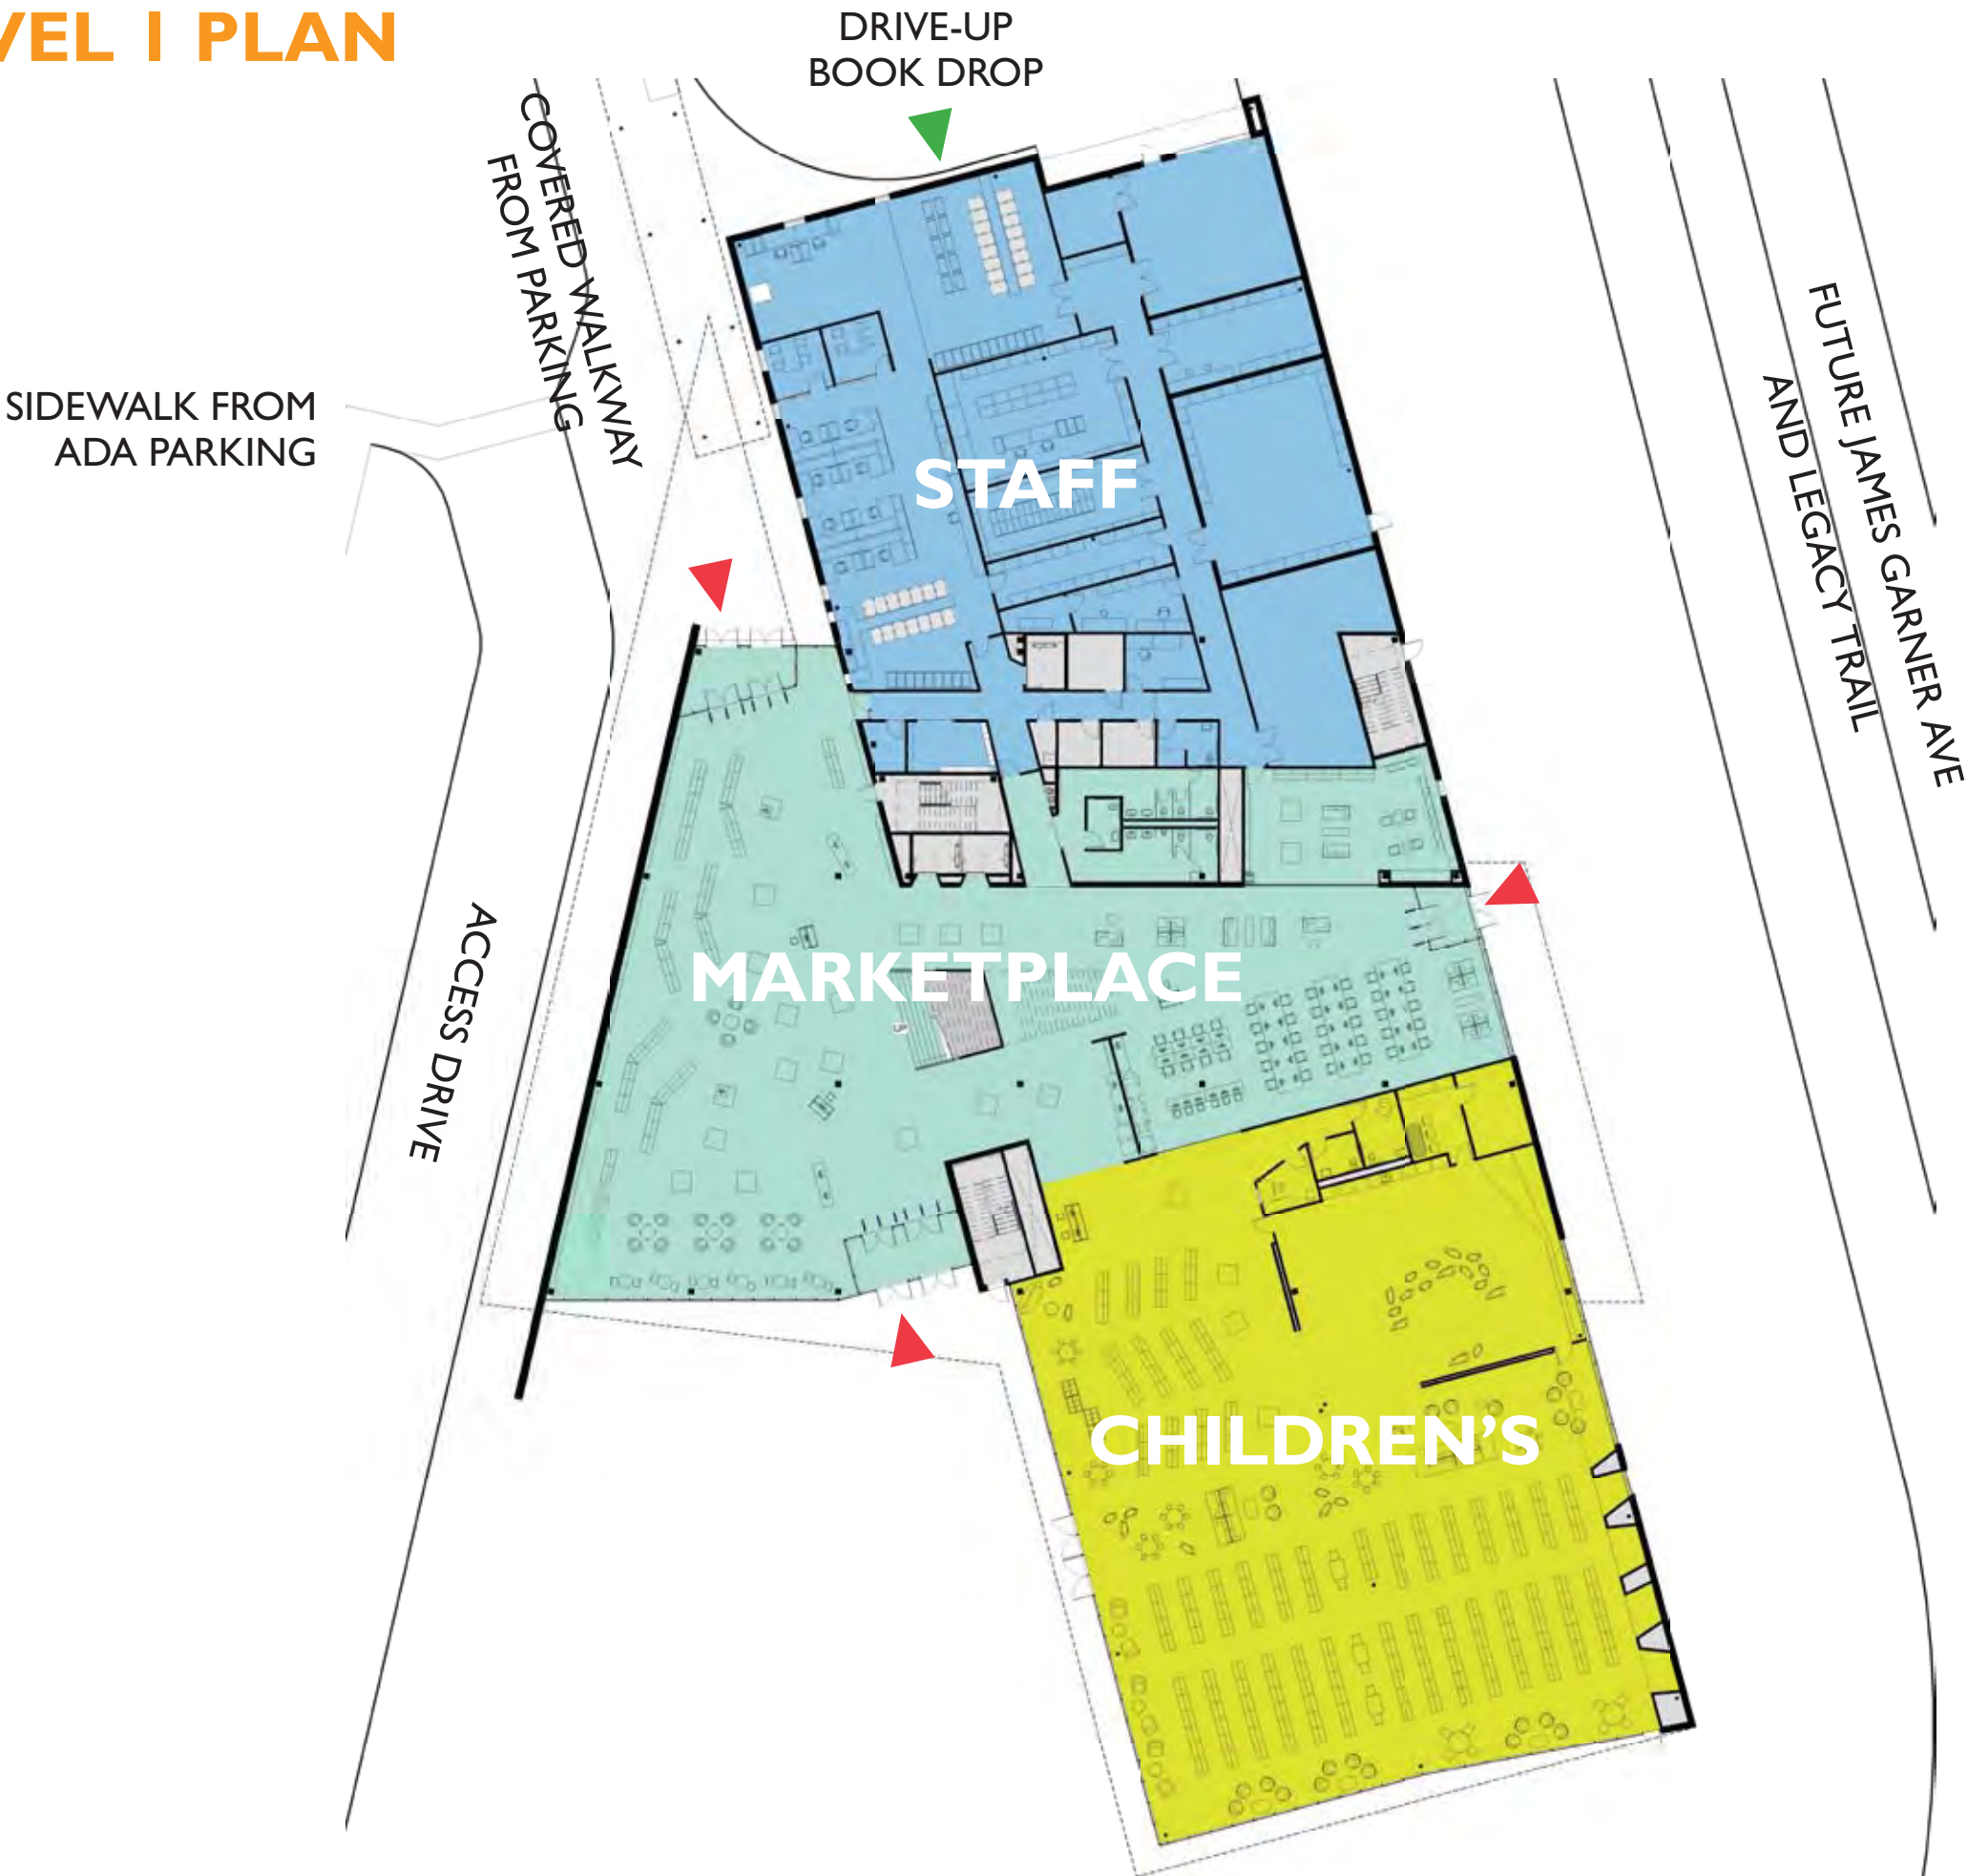 VEL 1 PLAN
DRIVE-UP
BOOK DROP
COVERED WALKWAY
FROM PARKING
SIDEWALK FROM
ADA PARKING
FUTURE JAMES GARNER AVE
AND LEGACY TRAIL
STAFF
ACCESS DRIVE
MARKETPLACE
CHILDREN’S